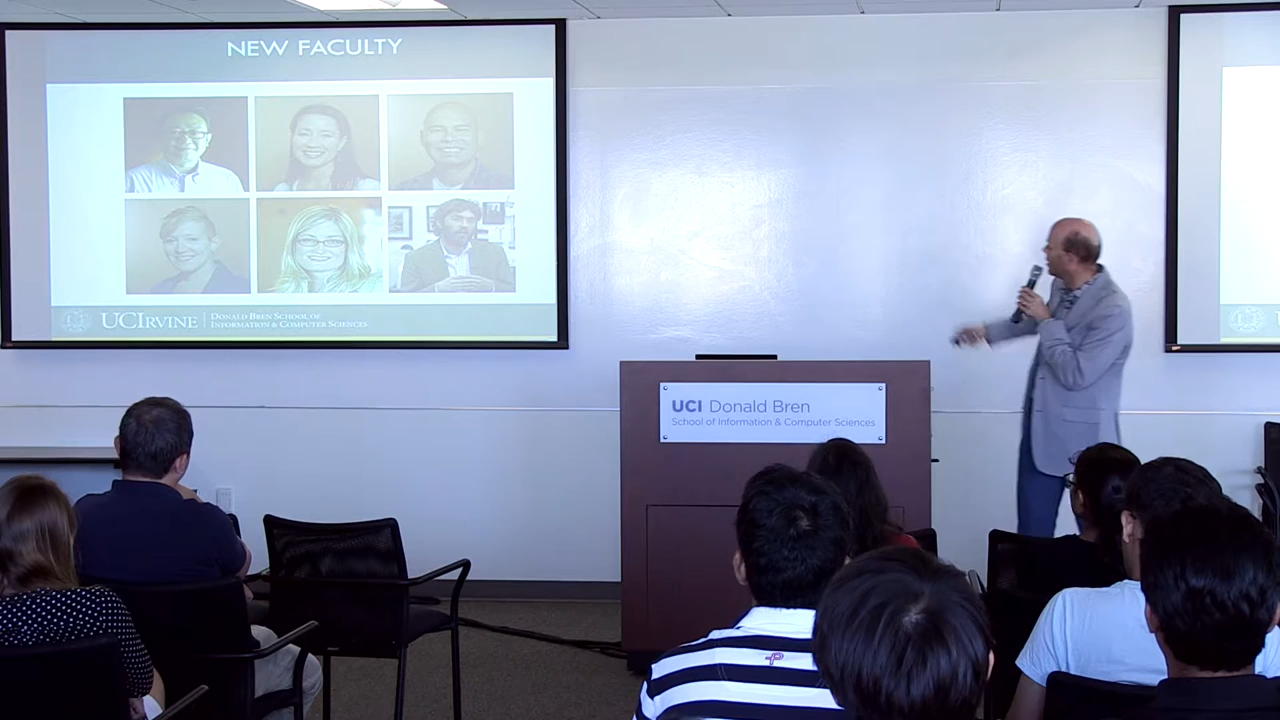 NEW FACULTY
UCIRVINE
DONALD BREN SCHOOL OF
INFORMATION & COMPUTER SCIENCES
UCI Donald Bren
School of Information & Computer Sciences